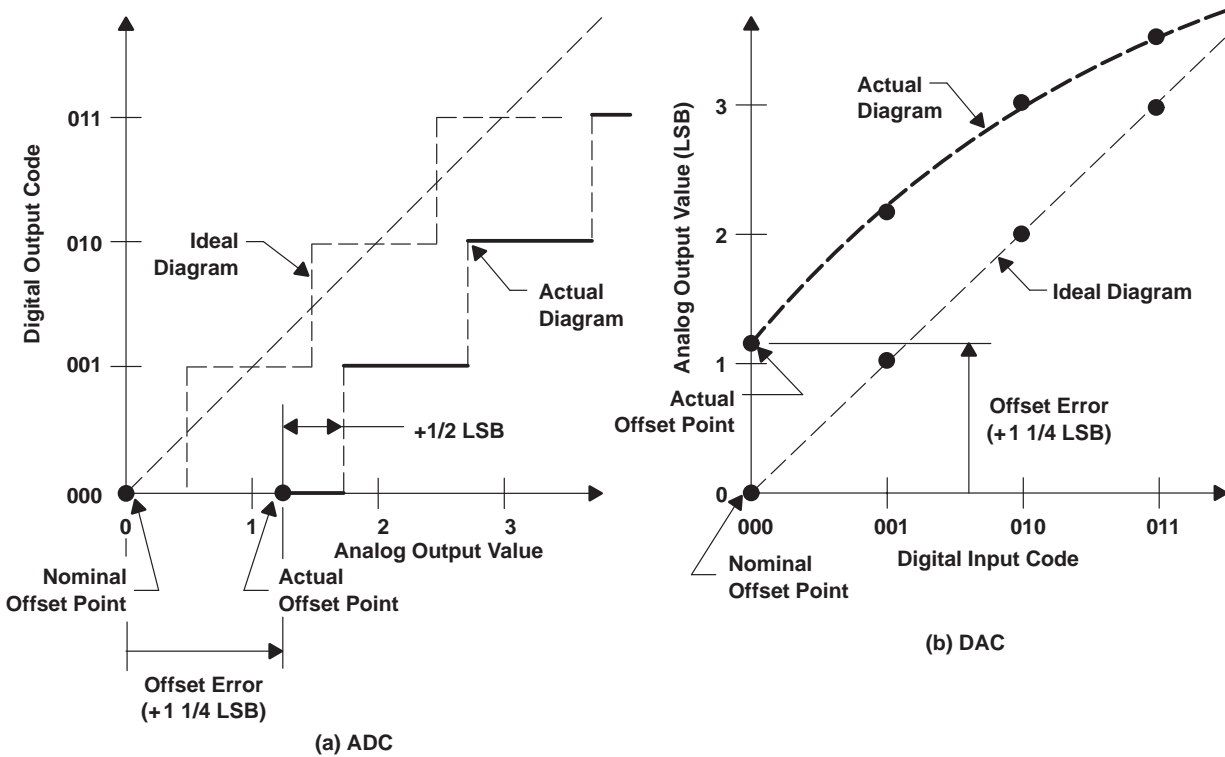 Digital Output Code
011
010
001
000
0
1
2
3
Analog Output Value
Ideal
Diagram
Actual
Diagram
+1/2 LSB
Nominal
Offset Point
Actual
Offset Point
Offset Error
(+1 1/4 LSB)
(a) ADC
Analog Output Value (LSB)
3
2
1
0
000
001
010
011
Digital Input Code
Actual
Diagram
Ideal Diagram
Actual
Offset Point
Offset Error
(+1 1/4 LSB)
Nominal
Offset Point
(b) DAC